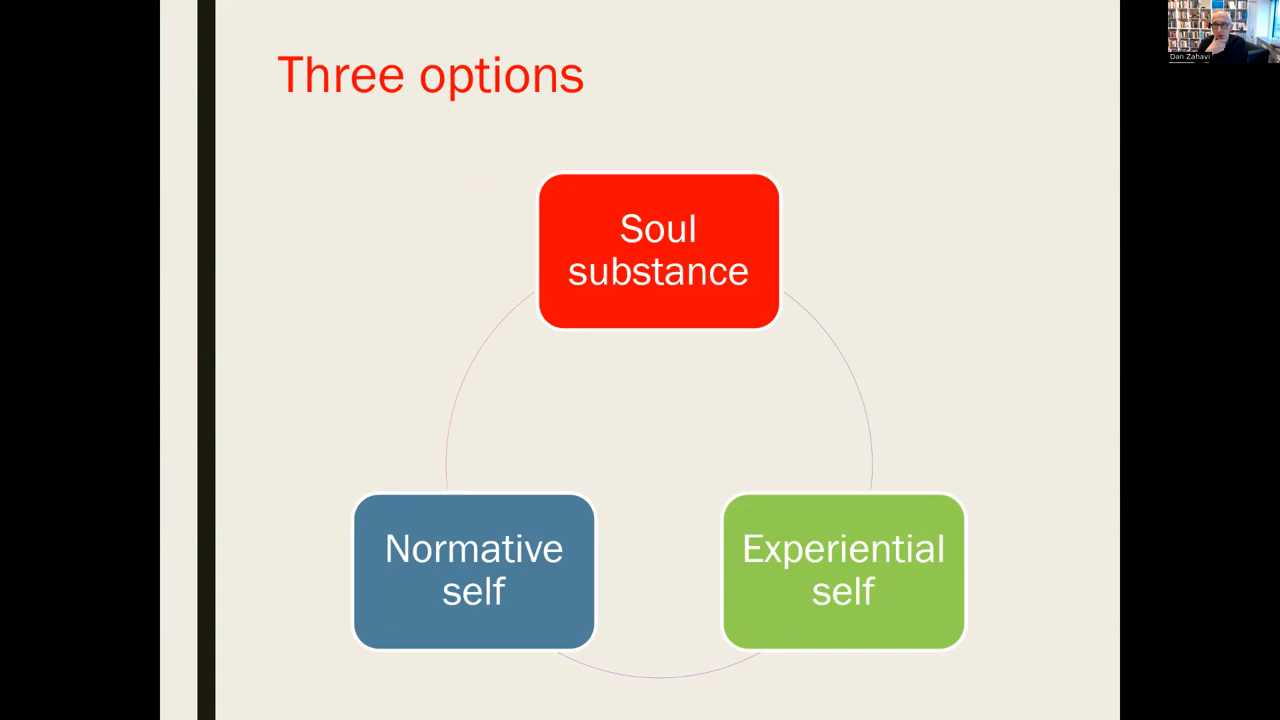 Three options
Soul
substance
Normative
self
Experiential
self
Dan Zahavi